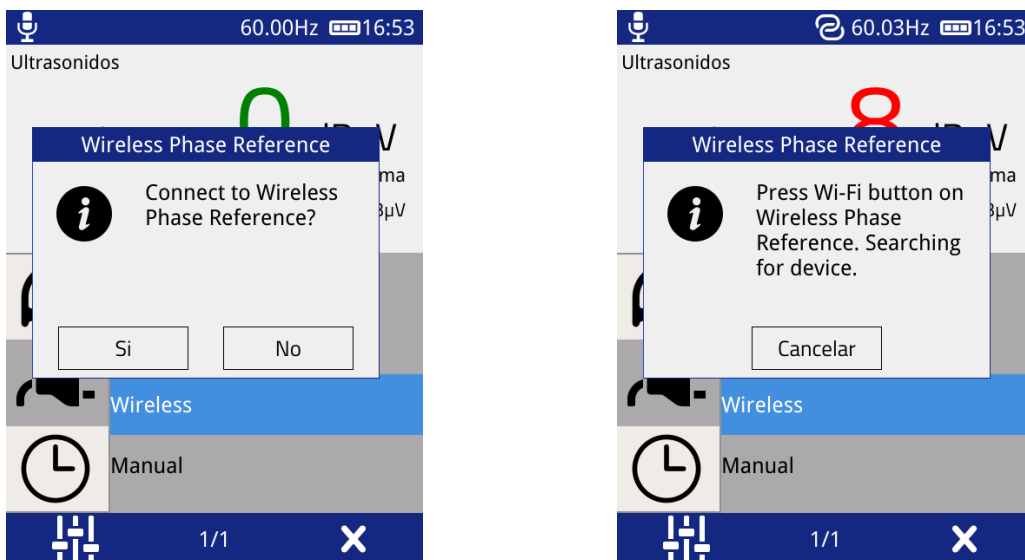 60.00Hz 16:53
Ultrasonidos
0
Wireless Phase Reference
Connect to Wireless
Phase Reference?
Si No
Wireless
Manual
1/1
60.03Hz 16:53
Ultrasonidos
8
Wireless Phase Reference
Press Wi-Fi button on
Wireless Phase
Reference. Searching
for device.
Cancelar
Wireless
Manual
1/1